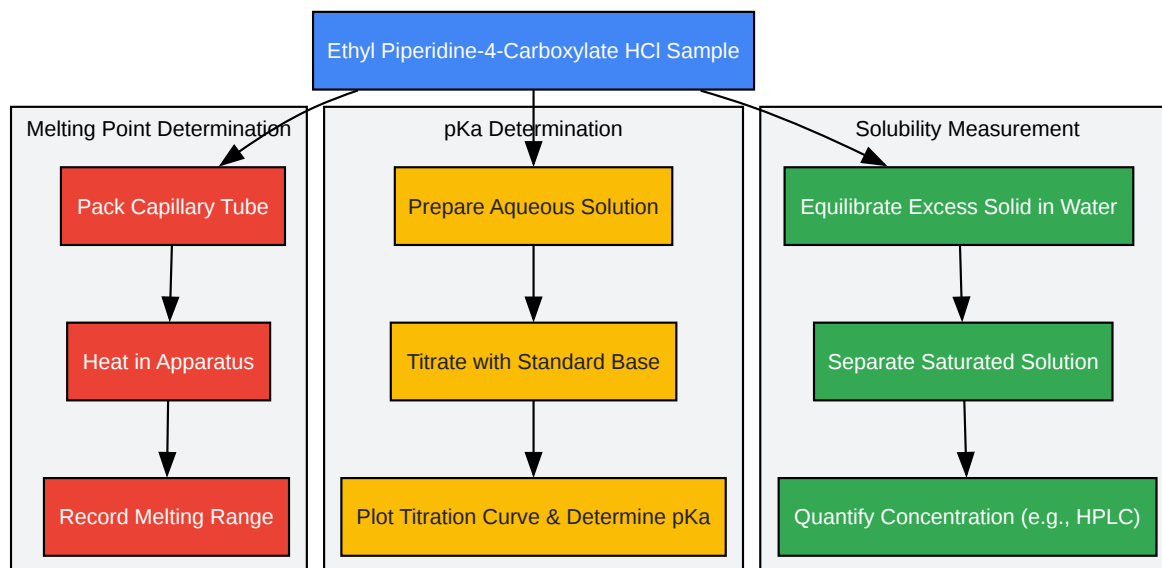 Ethyl Piperidine-4-Carboxylate HCl Sample
Melting Point Determination
Pack Capillary Tube
Heat in Apparatus
Record Melting Range
pKa Determination
Prepare Aqueous Solution
Titrate with Standard Base
Plot Titration Curve & Determine pKa
Solubility Measurement
Equilibrate Excess Solid in Water
Separate Saturated Solution
Quantify Concentration (e.g., HPLC)